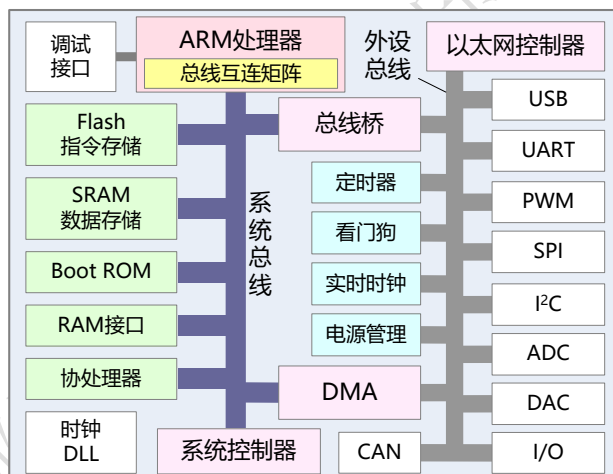 调试
接口
ARM处理器
总线互连矩阵
外设
总线
以太网控制器
Flash
指令存储
总线桥
USB
UART
SRAM
数据存储
系统总线
定时器
PWM
看门狗
SPI
Boot ROM
实时时钟
I²C
RAM接口
电源管理
ADC
协处理器
DMA
DAC
时钟
DLL
系统控制器
CAN
I/O